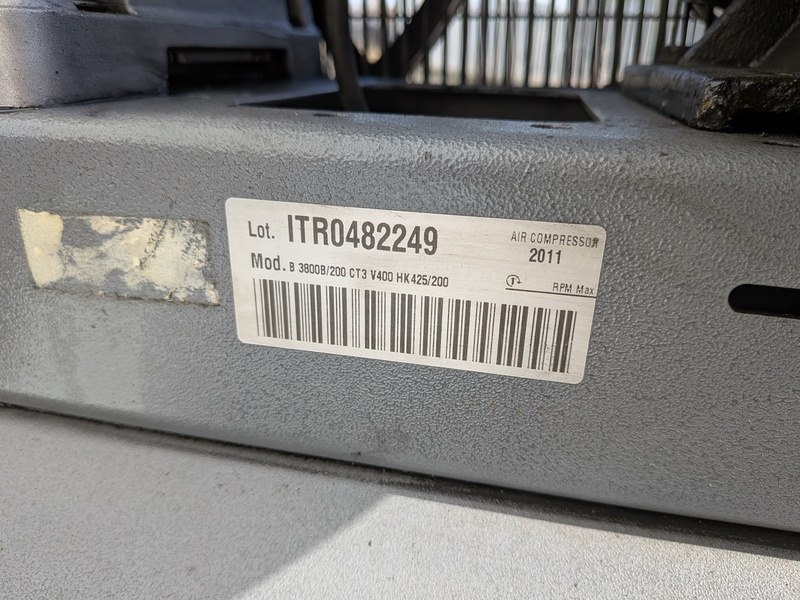 Lot. ITR0482249
AIR COMPRESSOR
2011
Mod. B 3800B/200 CT3 V400 HK425/200
RPM Max